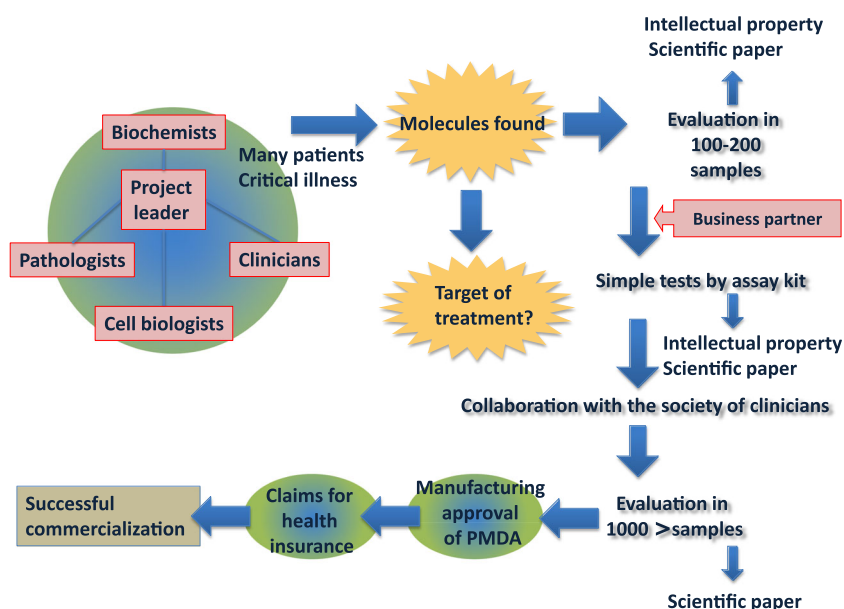 Intellectual property
Scientific paper
Biochemists
Project
leader
Pathologists
Clinicians
Cell biologists
Many patients
Critical illness
Molecules found
Evaluation in
100-200
samples
Business partner
Target of
treatment?
Simple tests by assay kit
Intellectual property
Scientific paper
Collaboration with the society of clinicians
Evaluation in
1000 >samples
Manufacturing
approval
of PMDA
Claims for
health
insurance
Successful
commercialization
Scientific paper